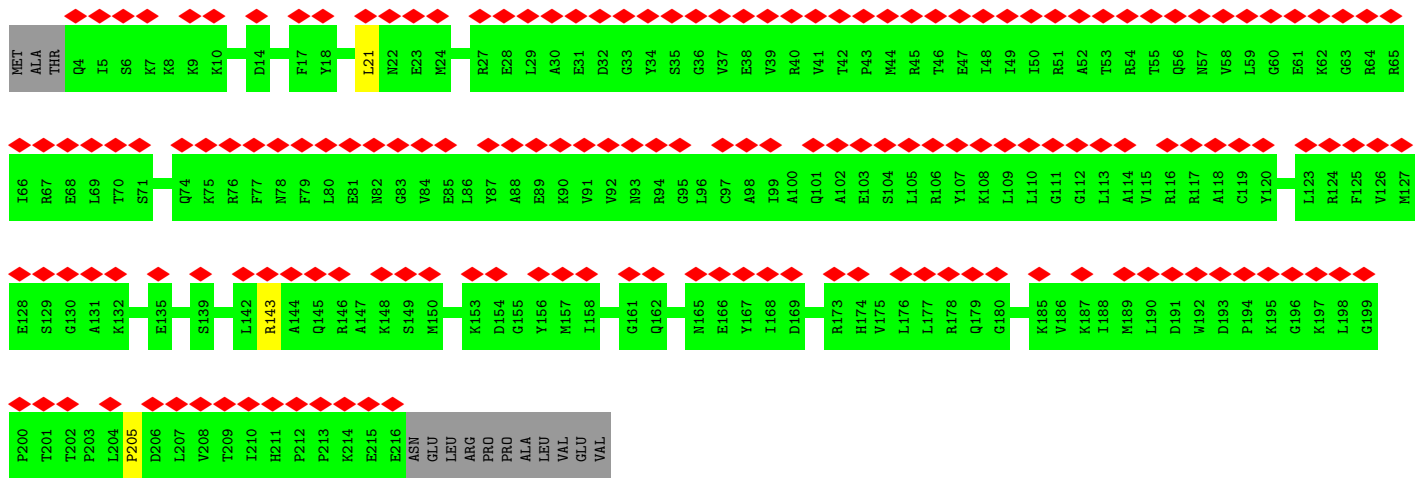 MET ALA THR Q4 I5 S6 K7 K8 K9 K10 D14 F17 Y18 L21 N22 E23 M24 R27 E28 L29 A30 E31 D32 G33 Y34 S35 G36 V37 E38 V39 R40 V41 T42 P43 M44 R45 T46 E47 I48 I49 I50 R51 A52 T53 R54 T55 Q56 N57 V58 L59 G60 E61 K62 G63 R64 R65
I66 R67 E68 L69 T70 S71 Q74 K75 R76 F77 N78 F79 L80 E81 N82 G83 V84 E85 L86 Y87 A88 E89 K90 V91 V92 N93 R94 G95 L96 C97 A98 I99 A100 Q101 A102 E103 S104 L105 R106 Y107 K108 L109 L110 G111 G112 L113 A114 V115 R116 R117 A118 C119 Y120 L123 R124 F125 V126 M127
E128 S129 G130 A131 K132 E135 S139 L142 R143 A144 Q145 R146 A147 K148 S149 M150 K153 D154 G155 Y156 M157 I158 G161 Q162 N165 E166 Y167 I168 D169 R173 H174 V175 L176 L177 R178 Q179 G180 K185 V186 K187 I188 M189 L190 D191 W192 D193 P194 K195 G196 K197 L198 G199
P200 T201 T202 P203 L204 P205 D206 L207 V208 T209 I210 H211 P212 P213 K214 E215 E216 ASN GLU LEU ARG PRO PRO ALA LEU VAL GLU VAL